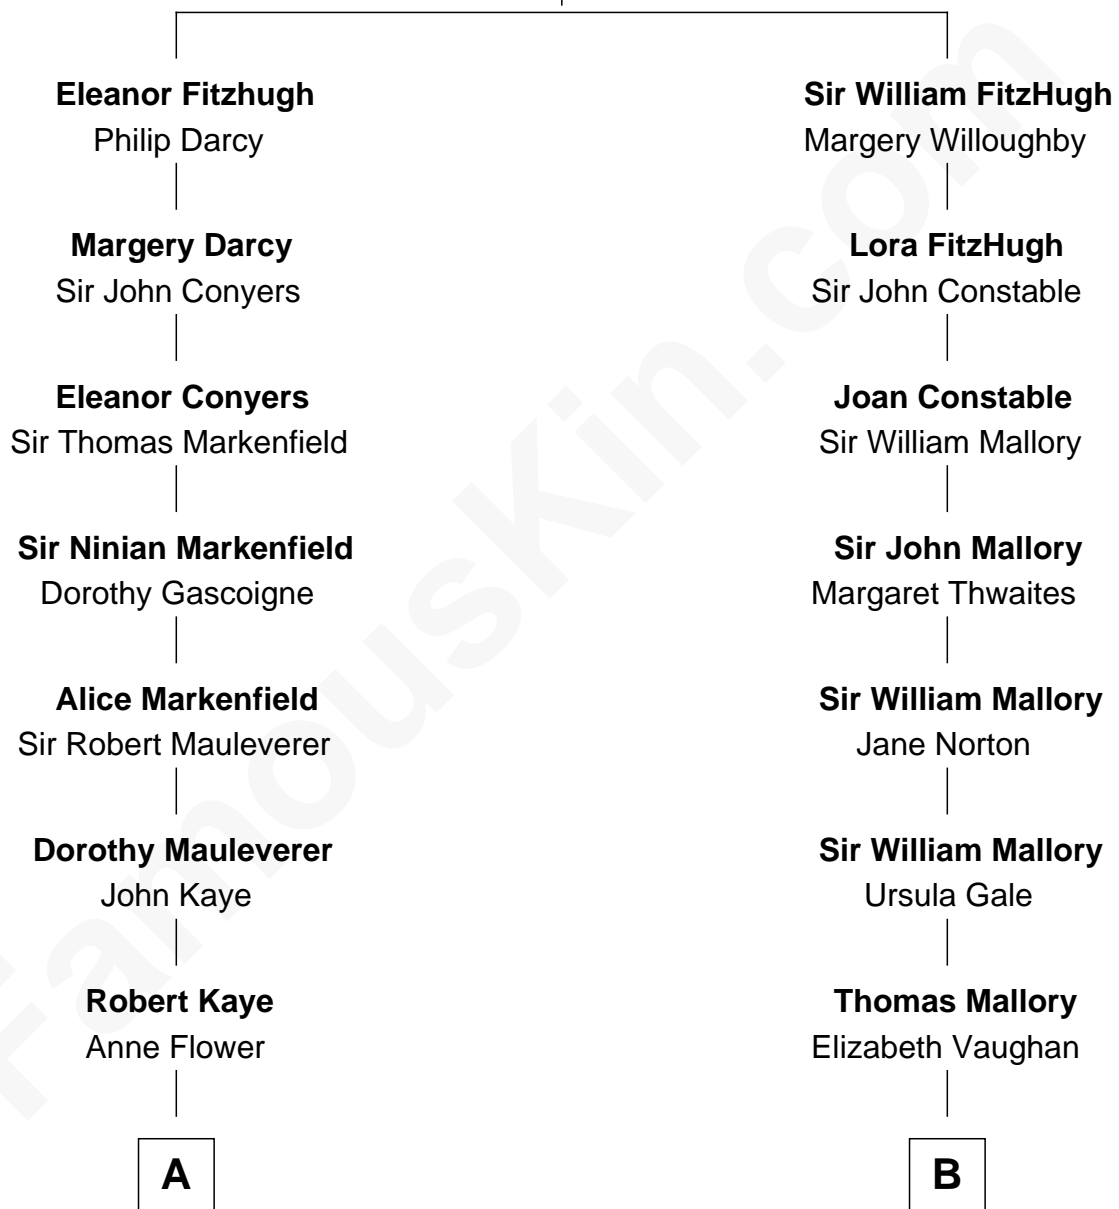 Eleanor Fitzhugh
Philip Darcy
Margery Darcy
Sir John Conyers
Eleanor Conyers
Sir Thomas Markenfield
Sir Ninian Markenfield
Dorothy Gascoigne
Alice Markenfield
Sir Robert Mauleverer
Dorothy Mauleverer
John Kaye
Robert Kaye
Anne Flower
A
Sir William FitzHugh
Margery Willoughby
Lora FitzHugh
Sir John Constable
Joan Constable
Sir William Mallory
Sir John Mallory
Margaret Thwaites
Sir William Mallory
Jane Norton
Sir William Mallory
Ursula Gale
Thomas Mallory
Elizabeth Vaughan
B
FamousKin.com